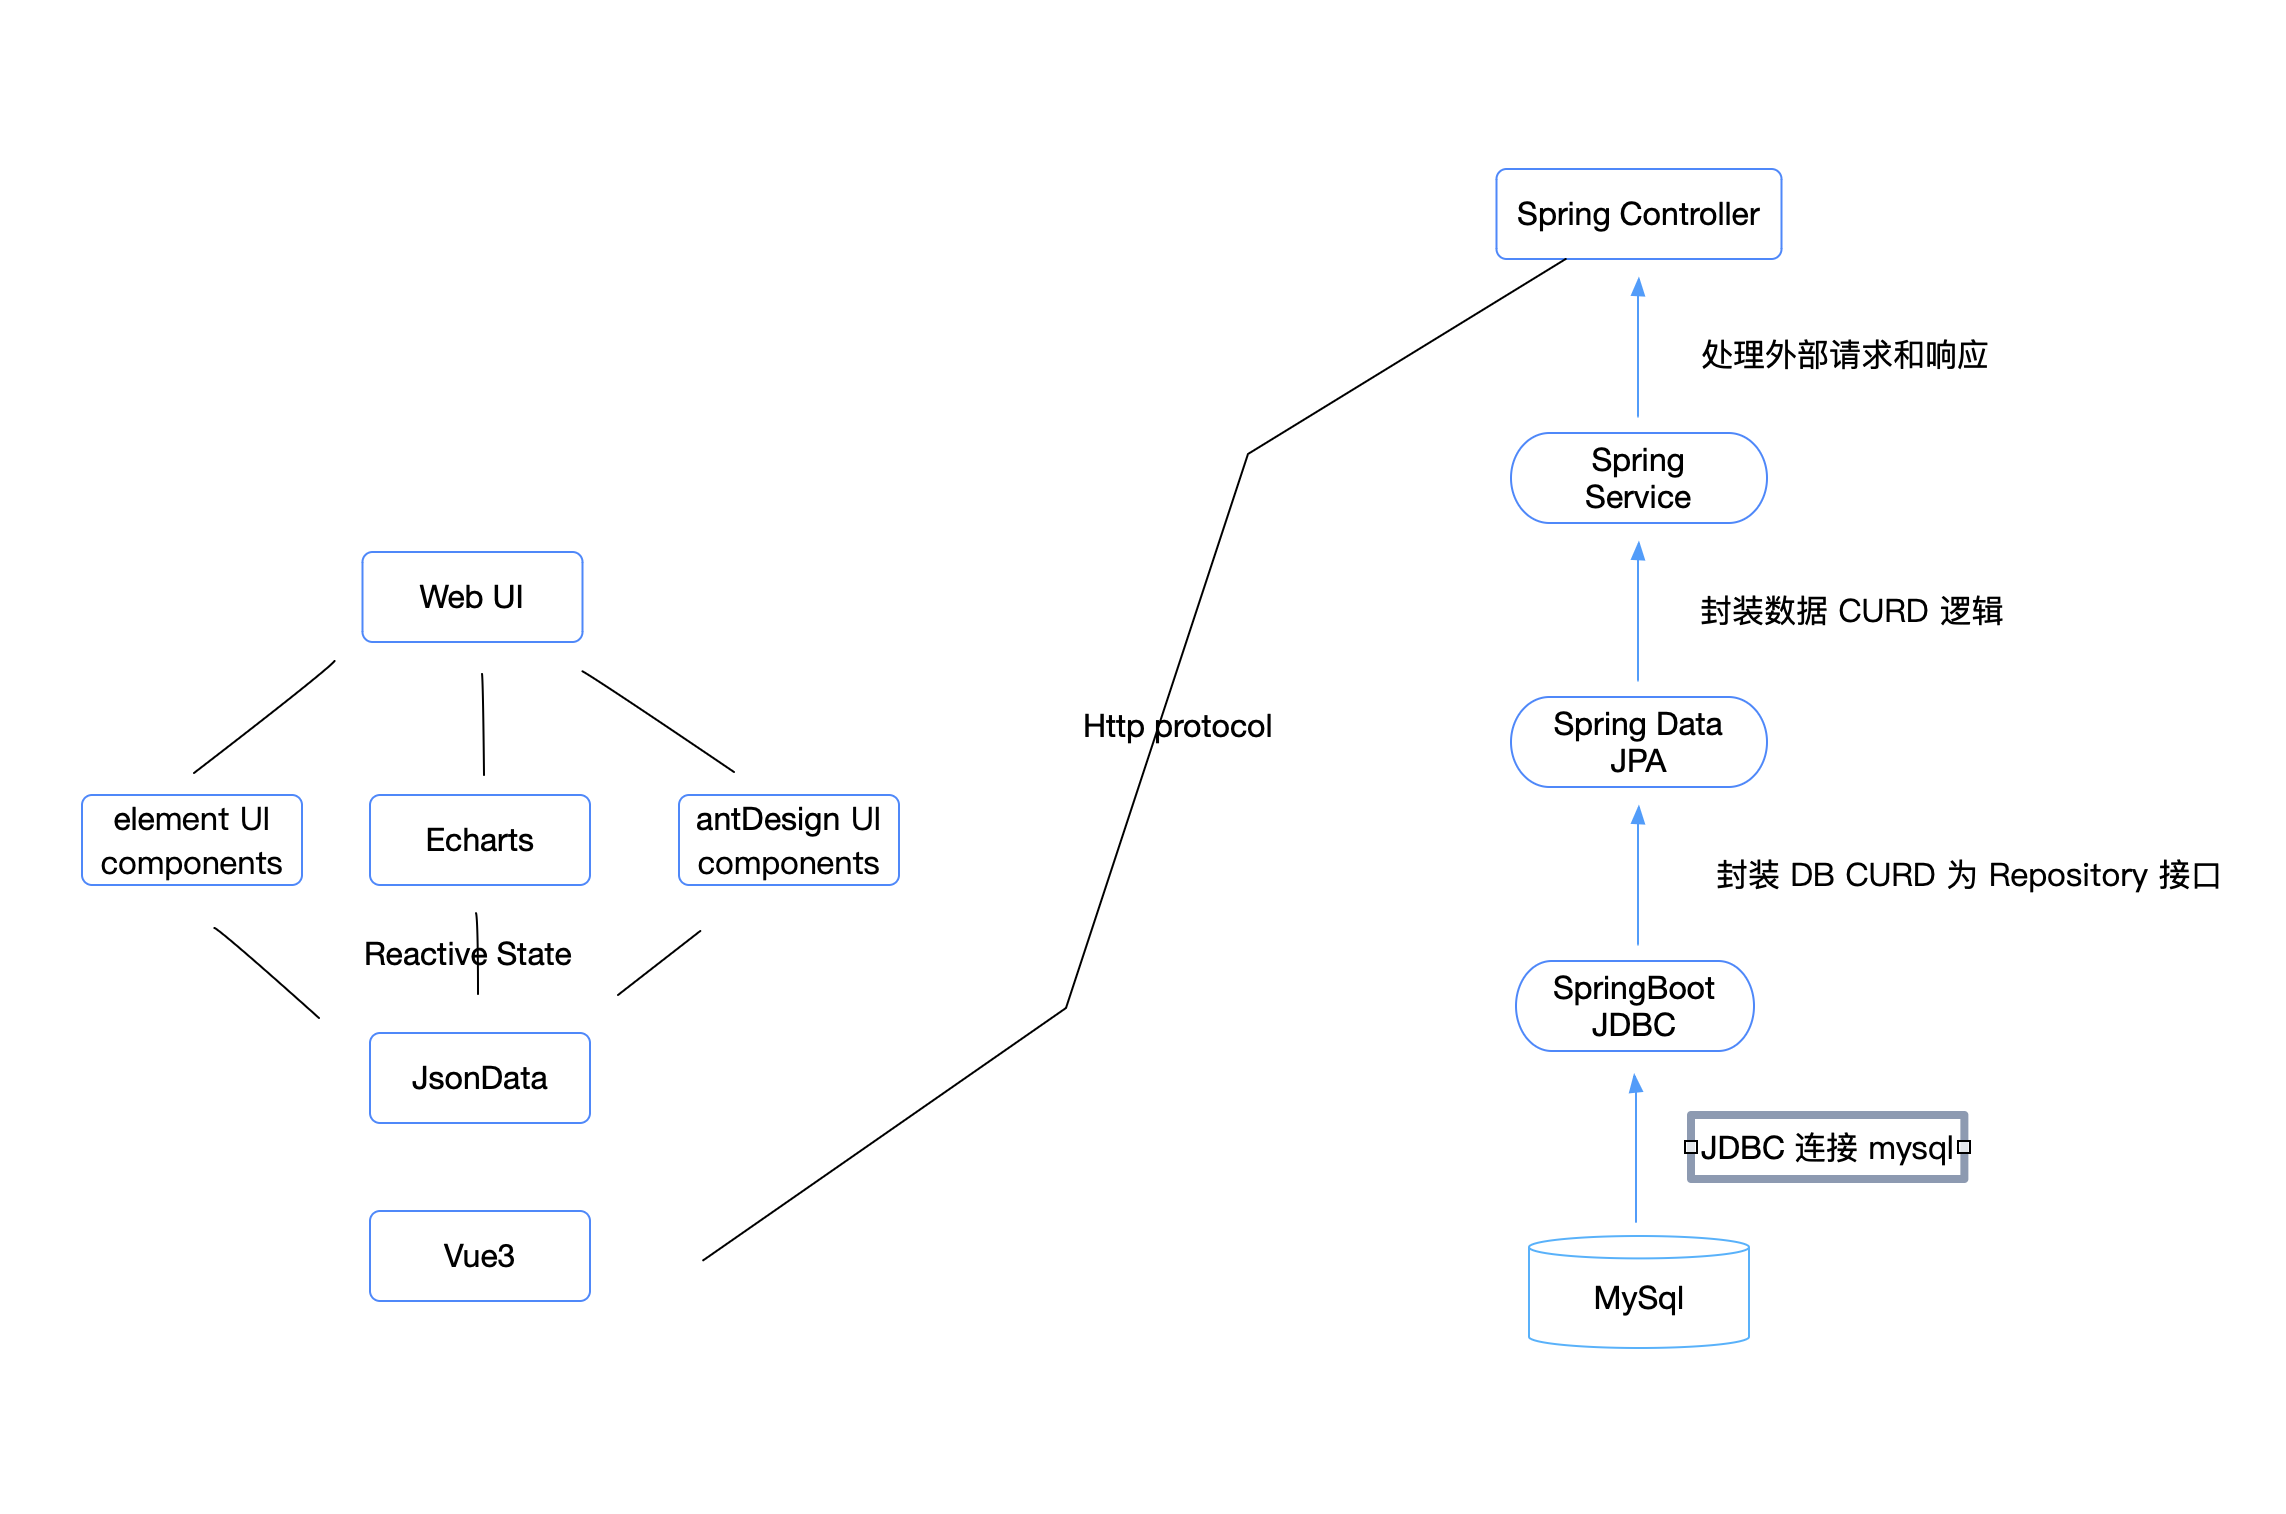 Spring Controller
处理外部请求和响应
Spring
Service
Web UI
封装数据 CURD 逻辑
Http protocol
Spring Data
JPA
element UI
components
Echarts
antDesign UI
components
封装 DB CURD 为 Repository 接口
Reactive State
SpringBoot
JDBC
JsonData
JDBC 连接 mysql
Vue3
MySql